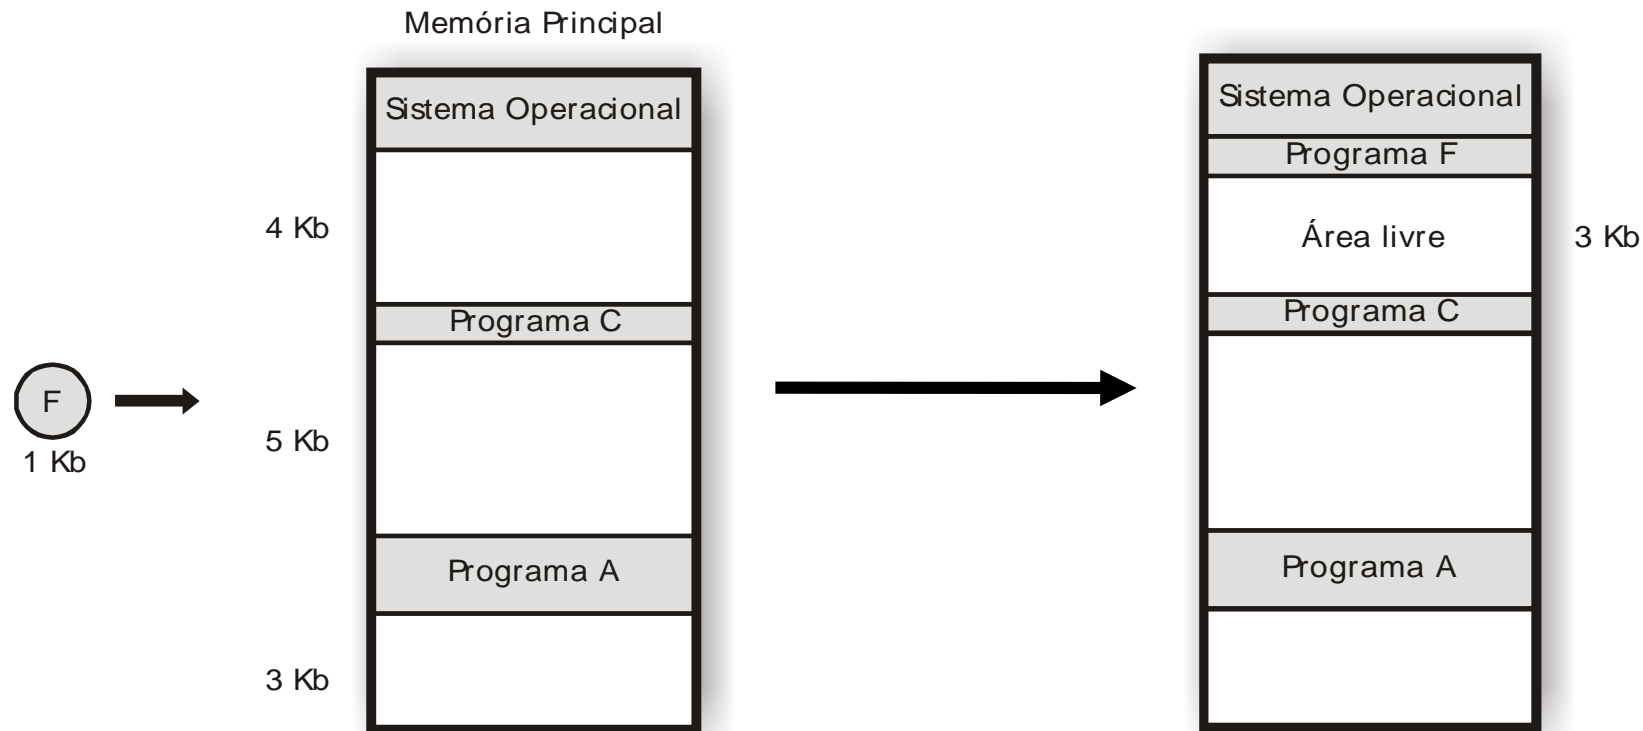 Memória Principal
Sistema Operacional
4 Kb
Programa C
F
1 Kb
5 Kb
Programa A
3 Kb
Sistema Operacional
Programa F
Área livre
3 Kb
Programa C
Programa A